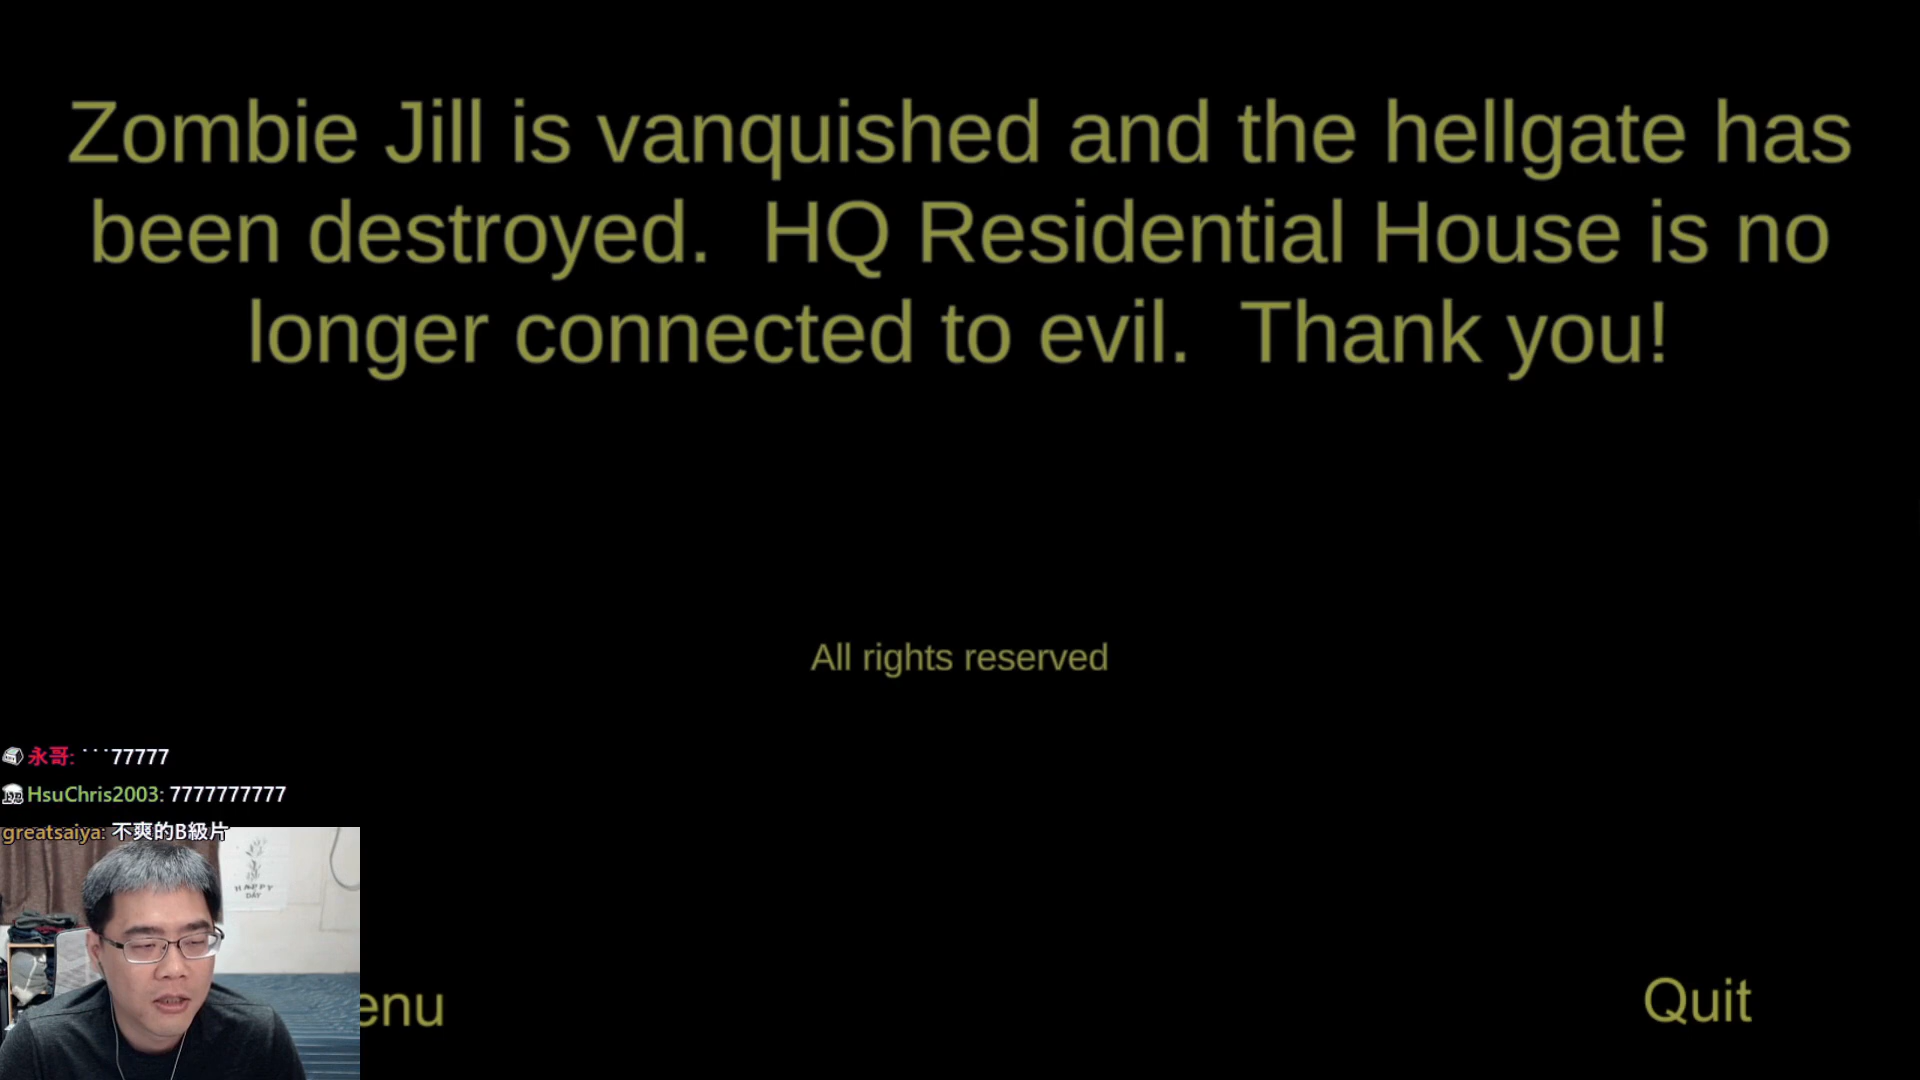 Zombie Jill is vanquished and the hellgate has
been destroyed.  HQ Residential House is no
longer connected to evil.  Thank you!
All rights reserved
永哥: ˙˙˙77777
HsuChris2003: 7777777777
greatsaiya: 不爽的B級片
HAPPY
DAY
enu
Quit